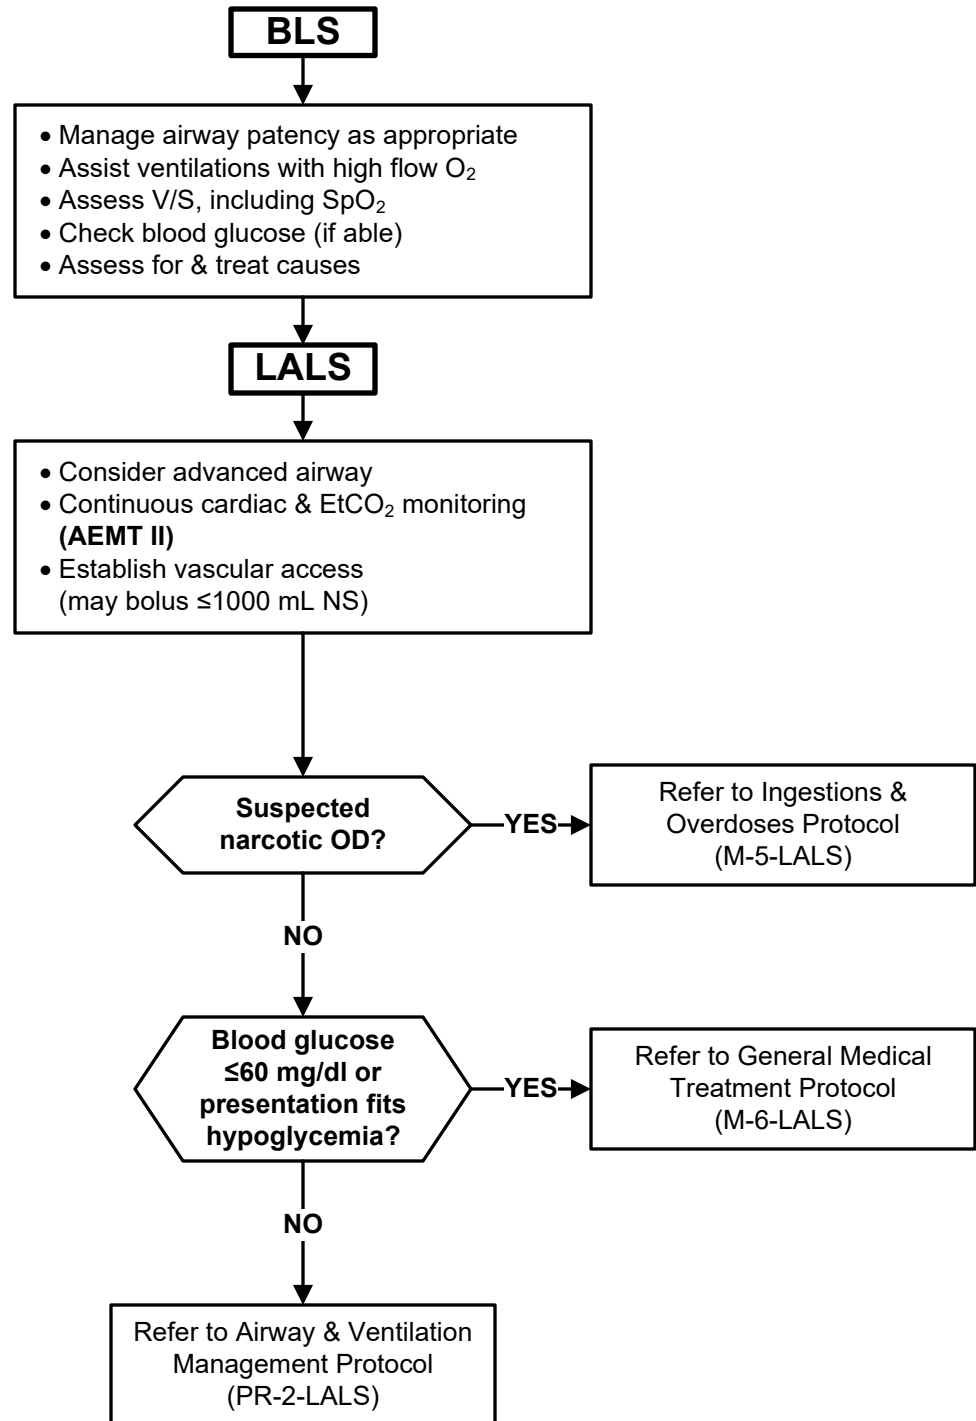 BLS
• Manage airway patency as appropriate
• Assist ventilations with high flow O₂
• Assess V/S, including SpO₂
• Check blood glucose (if able)
• Assess for & treat causes
LALS
• Consider advanced airway
• Continuous cardiac & EtCO₂ monitoring
(AEMT II)
• Establish vascular access
(may bolus ≤1000 mL NS)
Suspected
narcotic OD?
YES
Refer to Ingestions &
Overdoses Protocol
(M-5-LALS)
NO
Blood glucose
≤60 mg/dl or
presentation fits
hypoglycemia?
YES
Refer to General Medical
Treatment Protocol
(M-6-LALS)
NO
Refer to Airway & Ventilation
Management Protocol
(PR-2-LALS)